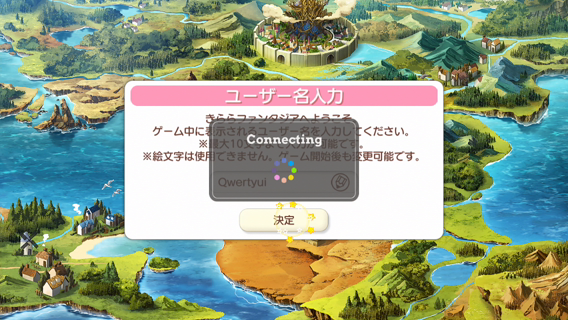 ユーザー名入力
きららファンタジアへようこそ
ゲーム中に表示されるユーザー名を入力してください。
※最大10 可能です。
※絵文字は使用できません。ゲーム開始後も変更可能です。
Connecting
Qwertyui
決定